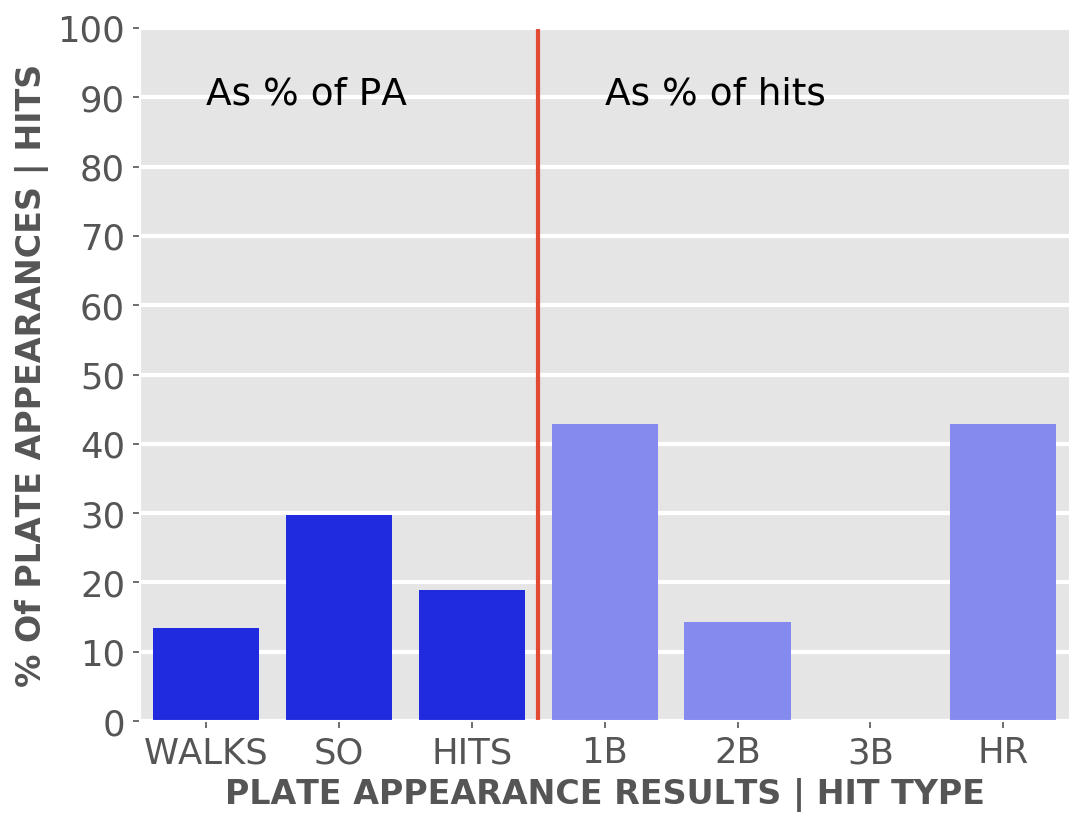 As % of PA
As % of hits
% Of PLATE APPEARANCES | HITS
100
90
80
70
60
50
40
30
20
10
0
WALKS SO HITS 1B 2B 3B HR
PLATE APPEARANCE RESULTS | HIT TYPE